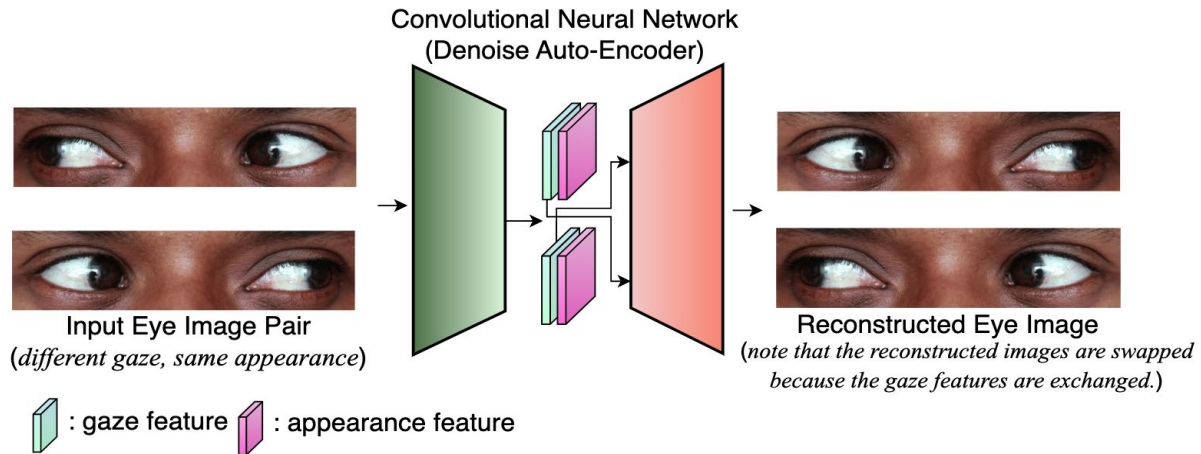 Convolutional Neural Network
(Denoise Auto-Encoder)
Input Eye Image Pair
(different gaze, same appearance)
Reconstructed Eye Image
(note that the reconstructed images are swapped
because the gaze features are exchanged.)
: gaze feature
: appearance feature